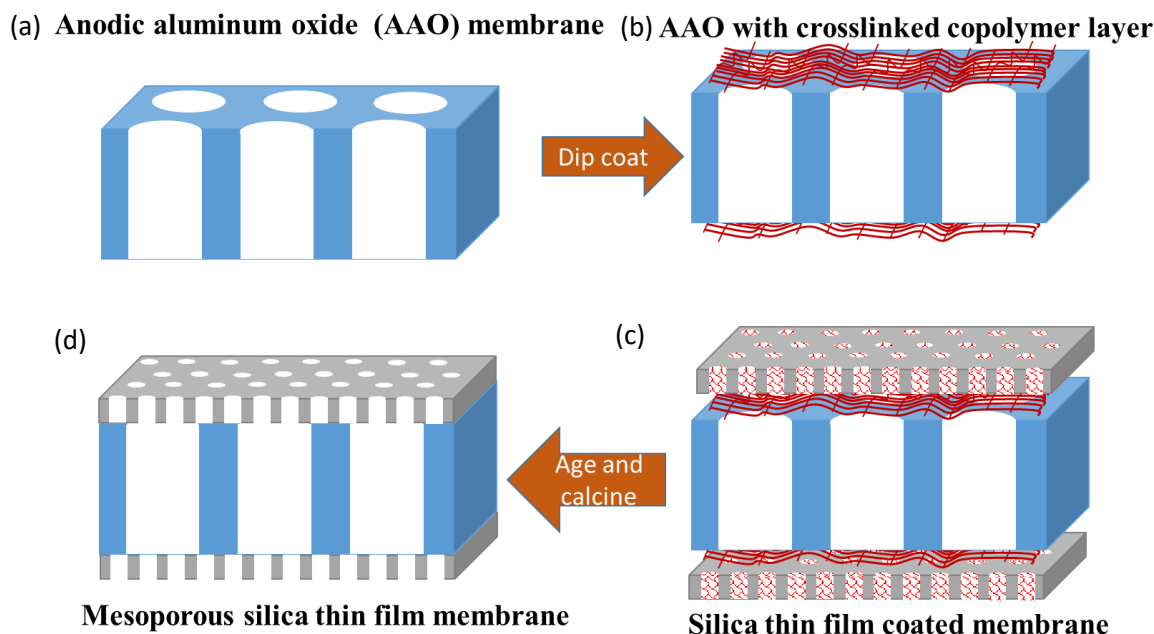 (a) Anodic aluminum oxide (AAO) membrane
(b) AAO with crosslinked copolymer layer
Dip coat
(d)
(c)
Age and
calcine
Mesoporous silica thin film membrane
Silica thin film coated membrane